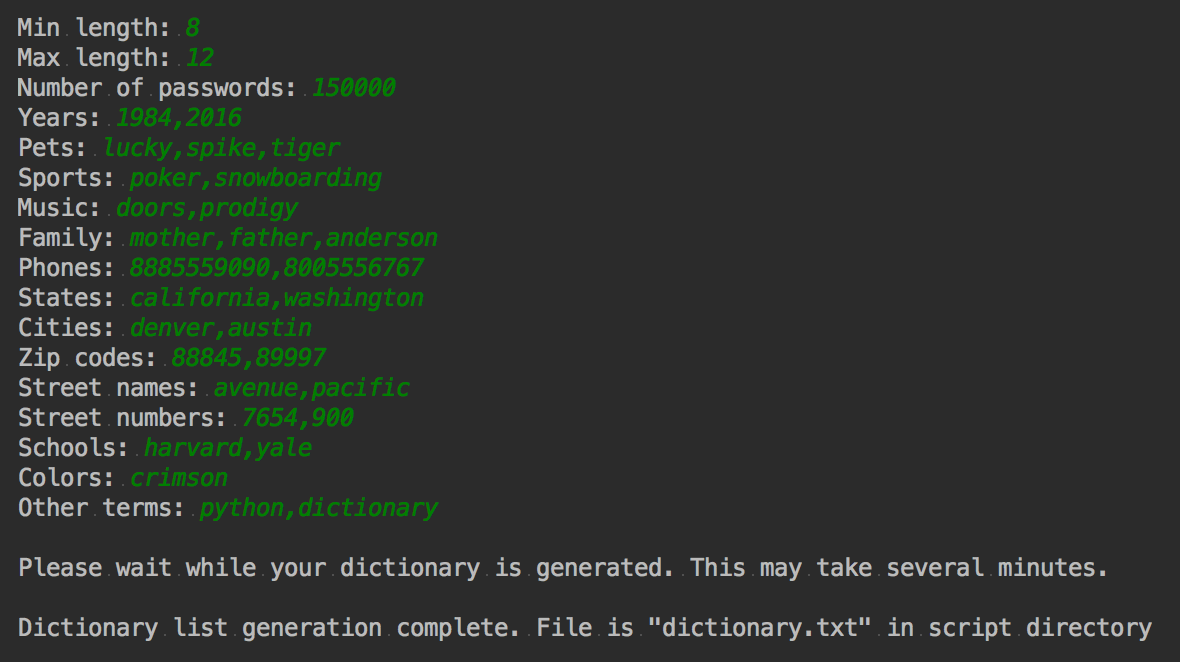 Min length: 8
Max length: 12
Number of passwords: 150000
Years: 1984,2016
Pets: lucky,spike,tiger
Sports: poker,snowboarding
Music: doors,prodigy
Family: mother,father,anderson
Phones: 8885559090,8005556767
States: california,washington
Cities: denver,austin
Zip codes: 88845,89997
Street names: avenue,pacific
Street numbers: 7654,900
Schools: harvard,yale
Colors: crimson
Other terms: python,dictionary
Please wait while your dictionary is generated. This may take several minutes.
Dictionary list generation complete. File is "dictionary.txt" in script directory